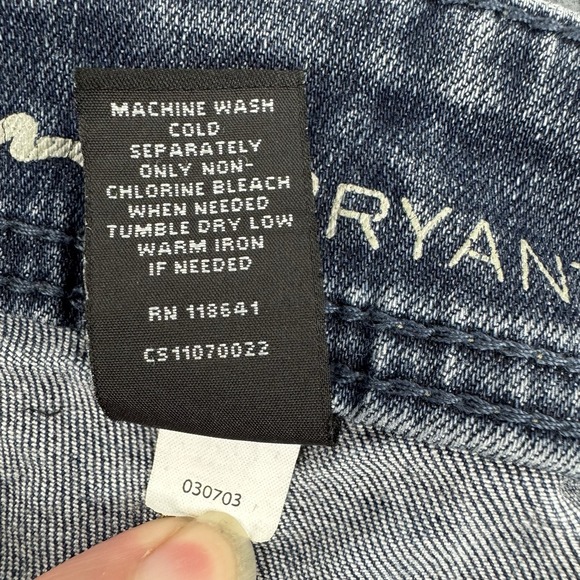 MACHINE WASH
COLD
SEPARATELY
ONLY NON-
CHLORINE BLEACH
WHEN NEEDED
TUMBLE DRY LOW
WARM IRON
IF NEEDED
RN 118641
CS11070022
030703
BRYANT